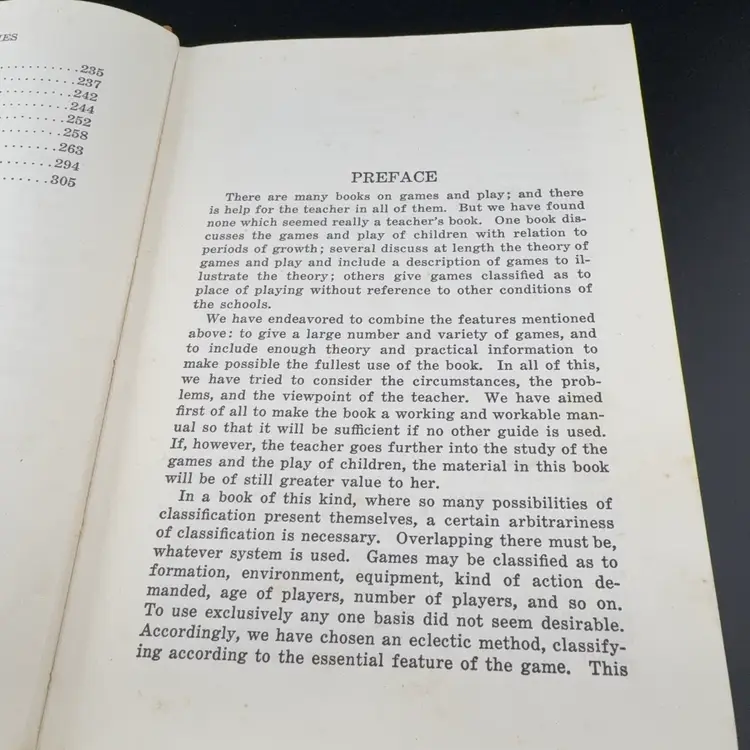 235
237
242
244
252
258
263
294
305
PREFACE
There are many books on games and play; and there
is help for the teacher in all of them. But we have found
none which seemed really a teacher's book. One book dis-
cusses the games and play of children with relation to
periods of growth; several discuss at length the theory of
games and play and include a description of games to il-
lustrate the theory; others give games classified as to
place of playing without reference to other conditions of
the schools.
We have endeavored to combine the features mentioned
above: to give a large number and variety of games, and
to include enough theory and practical information to
make possible the fullest use of the book. In all of this,
we have tried to consider the circumstances, the prob-
lems, and the viewpoint of the teacher. We have aimed
first of all to make the book a working and workable man-
ual so that it will be sufficient if no other guide is used.
If, however, the teacher goes further into the study of the
games and the play of children, the material in this book
will be of still greater value to her.
In a book of this kind, where so many possibilities of
classification present themselves, a certain arbitrariness
of classification is necessary. Overlapping there must be,
whatever system is used. Games may be classified as to
formation, environment, equipment, kind of action de-
manded, age of players, number of players, and so on.
To use exclusively any one basis did not seem desirable.
Accordingly, we have chosen an eclectic method, classify-
ing according to the essential feature of the game. This